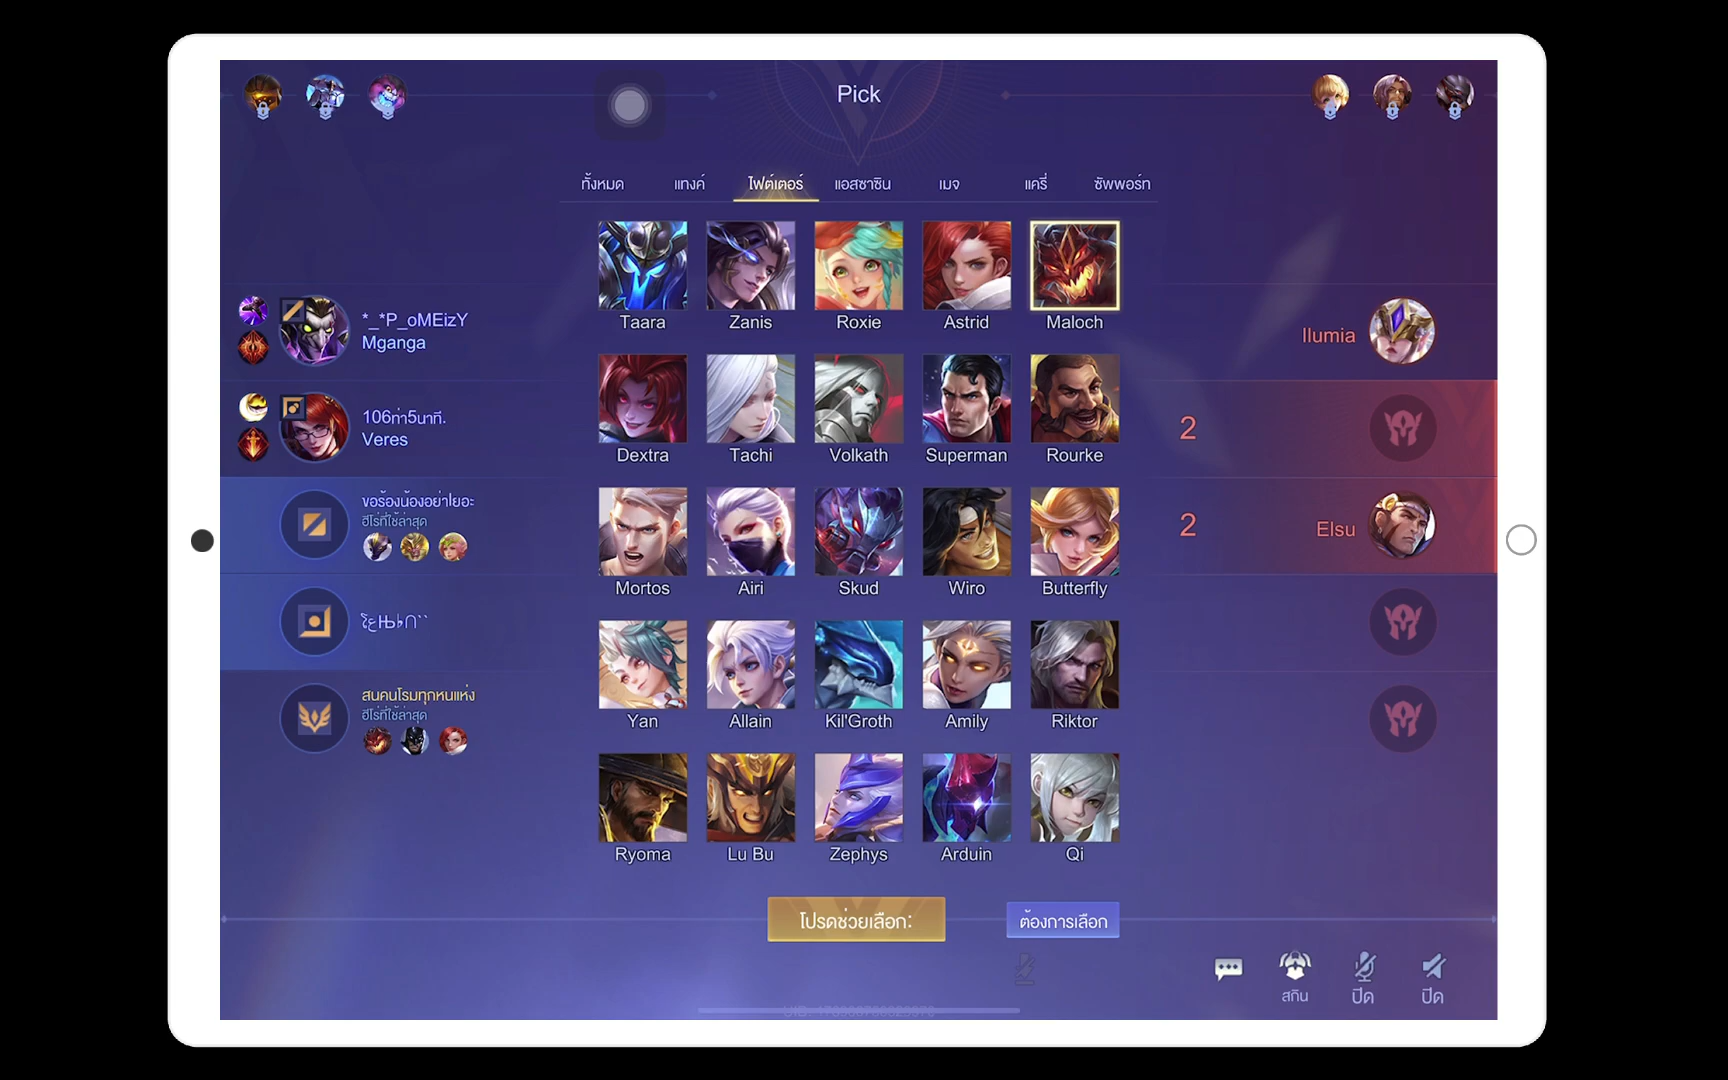 Pick
ทั้งหมด แทงค์ ไฟต์เตอร์ แอสซาซิน เมจ แครี่ ซัพพอร์ท
Taara Zanis Roxie Astrid Maloch
*_*P_oMEizY
Mganga
Ilumia
Dextra Tachi Volkath Superman Rourke
106ท่า5นาที.
Veres
2
ขอร้องน้องอย่าไยอะ
ฮีโร่ที่ใช้ล่าสุด
2
Elsu
Mortos Airi Skud Wiro Butterfly
Yan Allain Kil'Groth Amily Riktor
สนคนโรมทุกหนแห่ง
ฮีโร่ที่ใช้ล่าสุด
Ryoma Lu Bu Zephys Arduin Qi
โปรดช่วยเลือก: ต้องการเลือก
สกิน ปิด ปิด